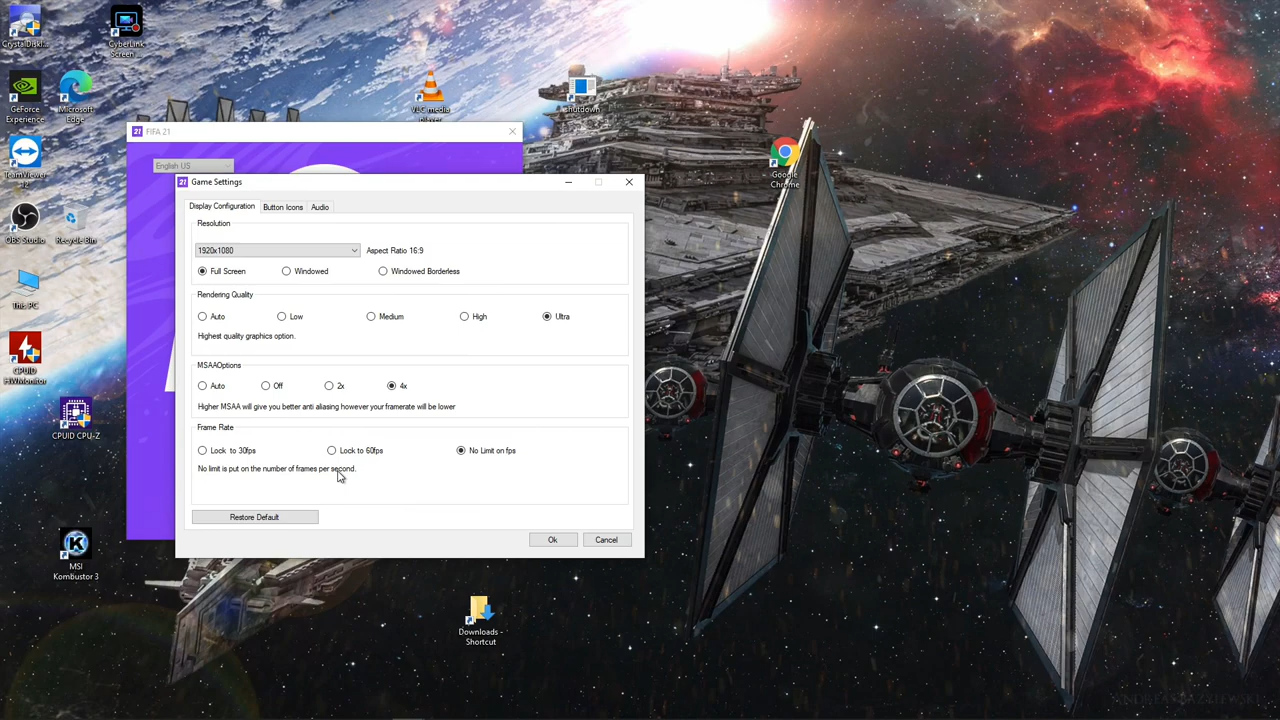 CrystalDiskI...
CyberLink
Screen ...
GeForce
Experience
Microsoft
Edge
VLC media
player
shutdown
TeamViewer
12
Google
Chrome
OBS Studio
Recycle Bin
This PC
CPUID
HWMonitor
CPUID CPU-Z
MSI
Kombustor 3
Downloads -
Shortcut
21 FIFA 21
English US
21 Game Settings
Display Configuration Button Icons Audio
Resolution
1920x1080 Aspect Ratio 16:9
Full Screen Windowed Windowed Borderless
Rendering Quality
Auto Low Medium High Ultra
Highest quality graphics option.
MSAAOptions
Auto Off 2x 4x
Higher MSAA will give you better anti aliasing however your framerate will be lower
Frame Rate
Lock to 30fps Lock to 60fps No Limit on fps
No limit is put on the number of frames per second.
Restore Default
Ok Cancel